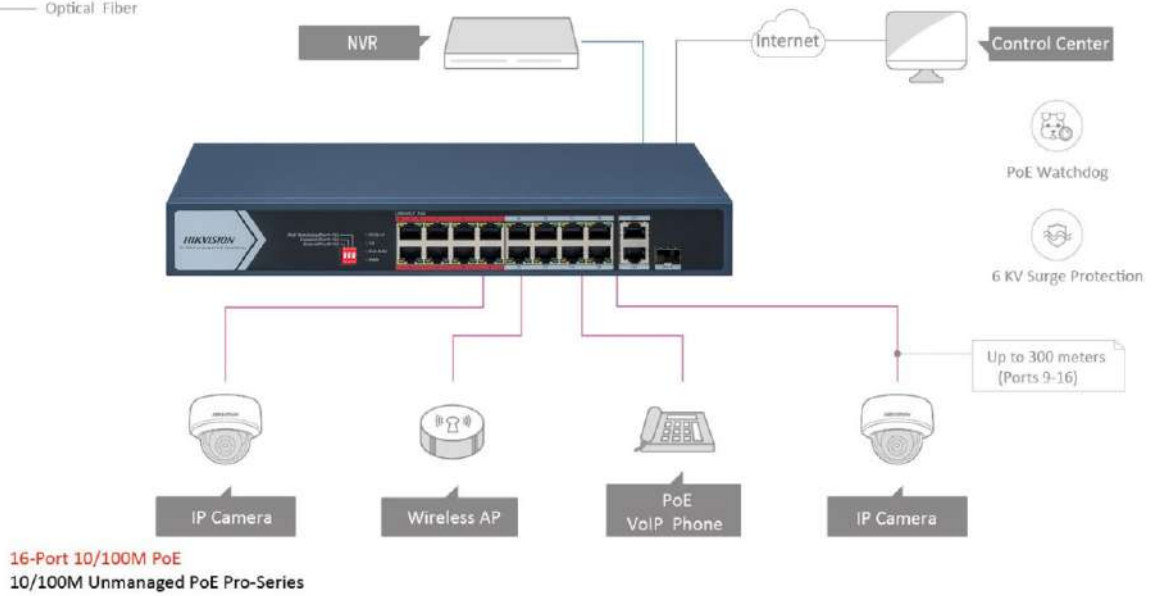 Optical Fiber
NVR
Internet
Control Center
PoE Watchdog
HIKVISION
6 KV Surge Protection
Up to 300 meters
(Ports 9-16)
IP Camera
Wireless AP
PoE
VoIP Phone
IP Camera
16-Port 10/100M PoE
10/100M Unmanaged PoE Pro-Series